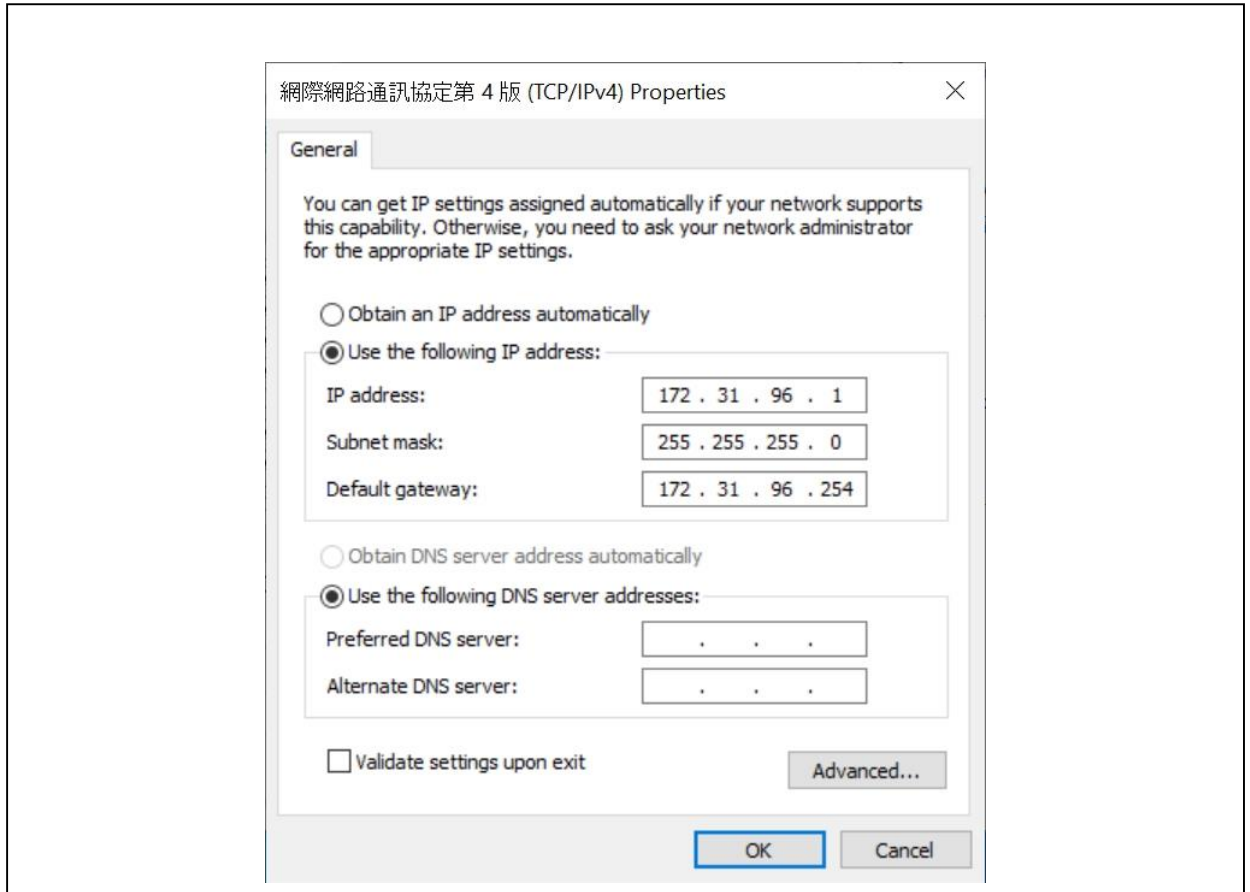 網際網路通訊協定第 4 版 (TCP/IPv4) Properties
General
You can get IP settings assigned automatically if your network supports
this capability. Otherwise, you need to ask your network administrator
for the appropriate IP settings.
Obtain an IP address automatically
Use the following IP address:
IP address: 172 . 31 . 96 . 1
Subnet mask: 255 . 255 . 255 . 0
Default gateway: 172 . 31 . 96 . 254
Obtain DNS server address automatically
Use the following DNS server addresses:
Preferred DNS server: . . .
Alternate DNS server: . . .
Validate settings upon exit
Advanced...
OK Cancel